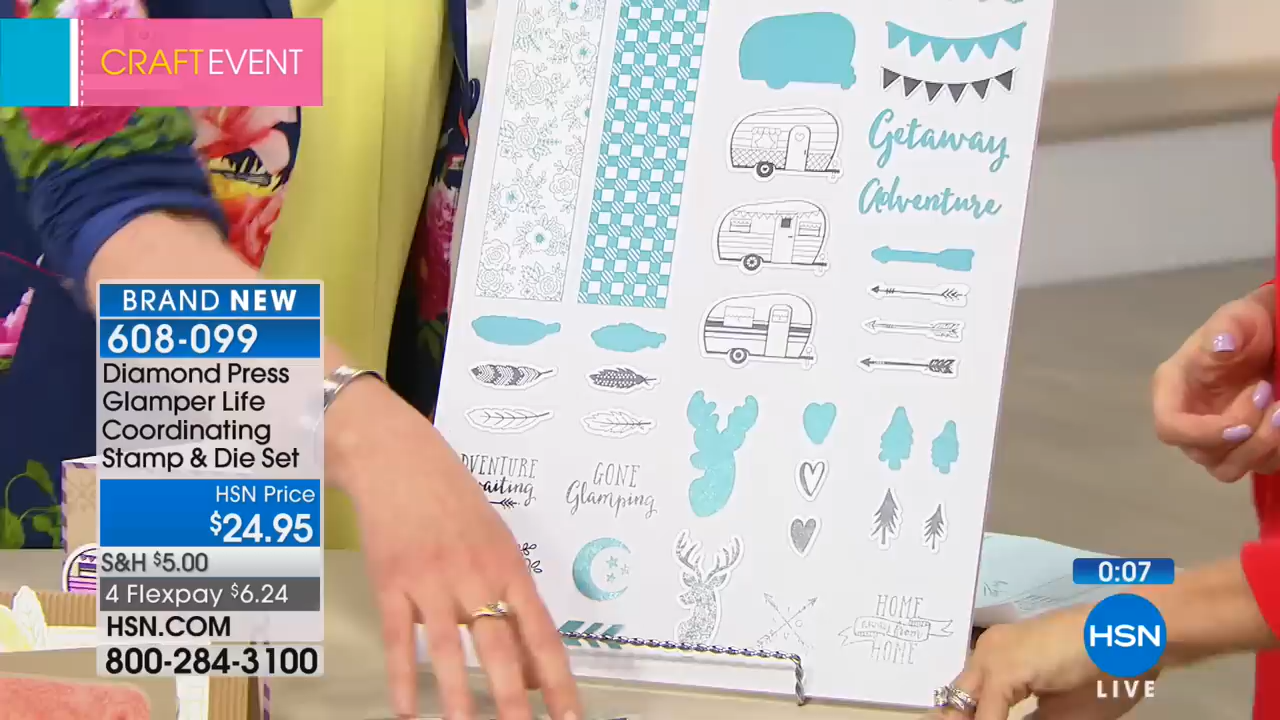 CRAFT EVENT
BRAND NEW
608-099
Diamond Press
Glamper Life
Coordinating
Stamp & Die Set
HSN Price
$24.95
S&H $5.00
4 Flexpay $6.24
HSN.COM
800-284-3100
Getaway
Adventure
GONE
Glamping
HOME
away from
HOME
0:07
HSN
LIVE